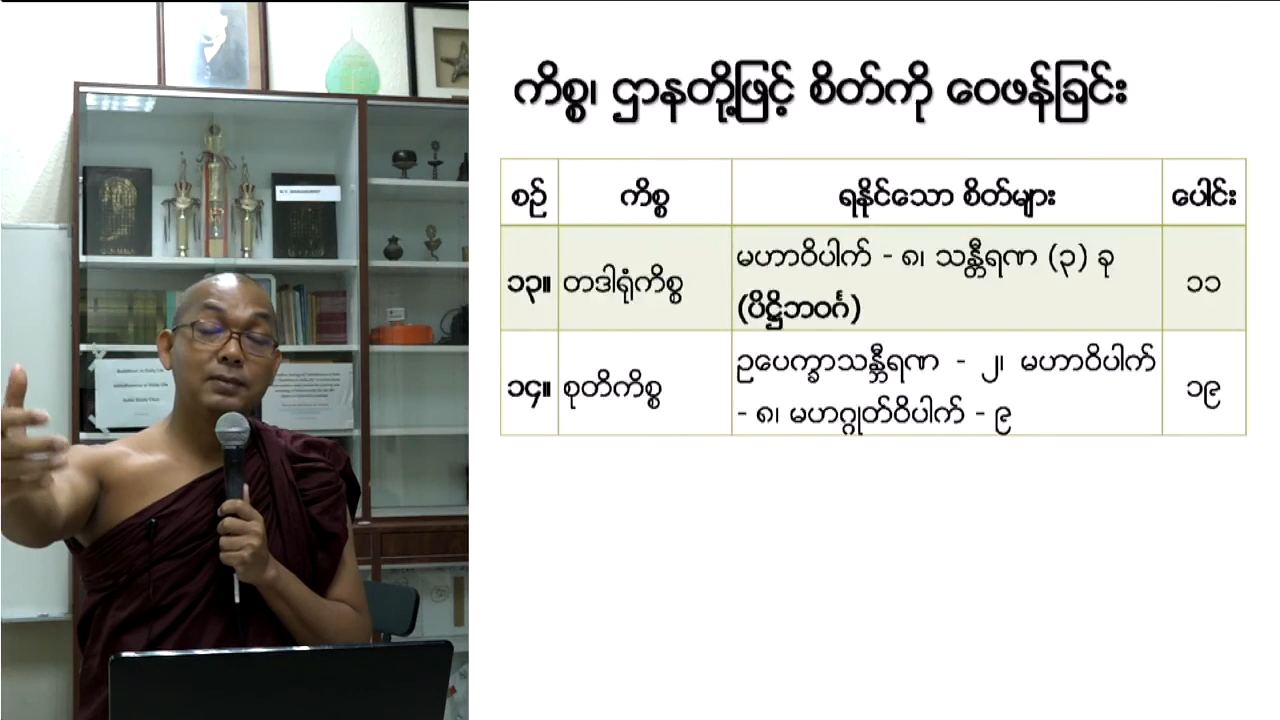 ကိစ္စ၊ ဌာနတို့ဖြင့် စိတ်ကို ဝေဖန်ခြင်း
စဉ် ကိစ္စ ရနိုင်သော စိတ်များ ပေါင်း
၁၃။ တဒါရုံကိစ္စ မဟာဝိပါက် - ၈၊ သန္တီရဏ (၃) ခု ၁၁
(ပိဋ္ဌိဘဝင်္ဂ)
၁၄။ စုတိကိစ္စ ဥပေက္ခာသန္တီရဏ - ၂၊ မဟာဝိပါက် ၁၉
- ၈၊ မဟဂ္ဂုတ်ဝိပါက် - ၉